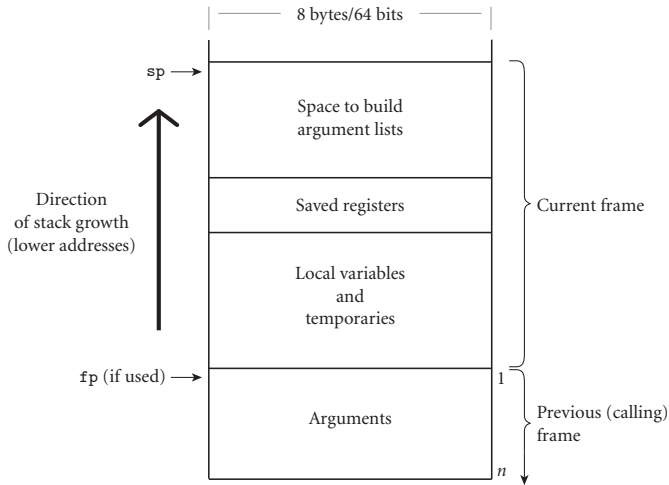 8 bytes/64 bits
sp
Space to build
argument lists
Direction
of stack growth
(lower addresses)
Saved registers
Current frame
Local variables
and
temporaries
fp (if used)
1
Arguments
Previous (calling)
frame
n